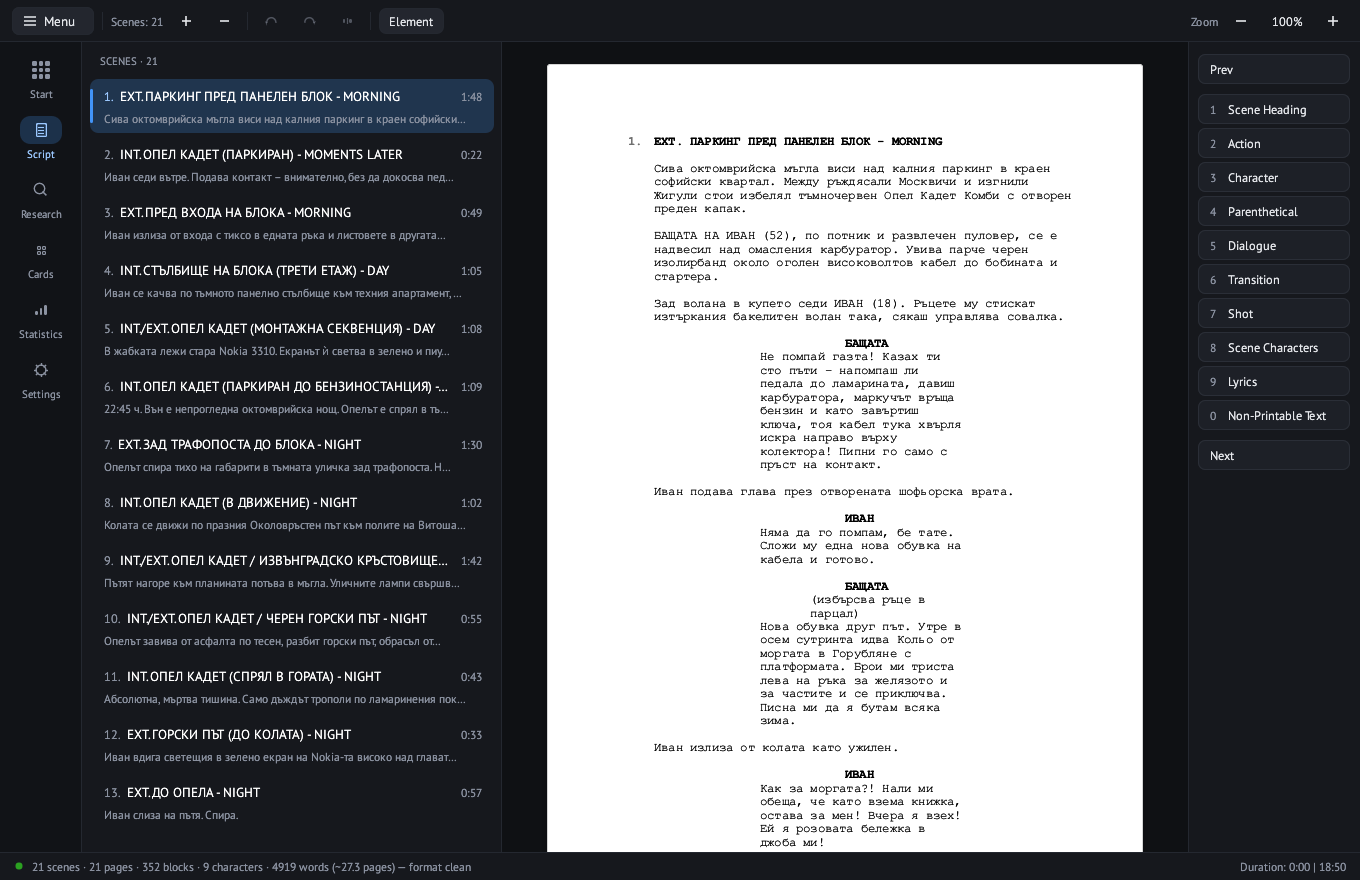 Menu
Scenes: 21
Element
Zoom
100%
Start
Script
Research
Cards
Statistics
Settings
SCENES · 21
1. EXT.ПАРКИНГ ПРЕД ПАНЕЛЕН БЛОК - MORNING 1:48
Сива октомврийска мъгла виси над калния паркинг в краен софийски...
2. INT.ОПЕЛ КАДЕТ (ПАРКИРАН) - MOMENTS LATER 0:22
Иван седи вътре. Подава контакт – внимателно, без да докосва пед...
3. EXT.ПРЕД ВХОДА НА БЛОКА - MORNING 0:49
Иван излиза от входа с тиксо в едната ръка и листовете в другата...
4. INT.СТЪЛБИЩЕ НА БЛОКА (ТРЕТИ ЕТАЖ) - DAY 1:05
Иван се качва по тъмното панелно стълбище към техния апартамент, ...
5. INT./EXT.ОПЕЛ КАДЕТ (МОНТАЖНА СЕКВЕНЦИЯ) - DAY 1:08
В жабката лежи стара Nokia 3310. Екранът ѝ светва в зелено и пиу...
6. INT.ОПЕЛ КАДЕТ (ПАРКИРАН ДО БЕНЗИНОСТАНЦИЯ) -... 1:09
22:45 ч. Вън е непрогледна октомврийска нощ. Опелът е спрял в тъ...
7. EXT.ЗАД ТРАФОПОСТА ДО БЛОКА - NIGHT 1:30
Опелът спира тихо на габарити в тъмната уличка зад трафопоста. Н...
8. INT.ОПЕЛ КАДЕТ (В ДВИЖЕНИЕ) - NIGHT 1:02
Колата се движи по празния Околовръстен път към полите на Витоша...
9. INT./EXT.ОПЕЛ КАДЕТ / ИЗВЪНГРАДСКО КРЪСТОВИЩЕ... 1:42
Пътят нагоре към планината потъва в мъгла. Уличните лампи свършв...
10. INT./EXT.ОПЕЛ КАДЕТ / ЧЕРЕН ГОРСКИ ПЪТ - NIGHT 0:55
Опелът завива от асфалта по тесен, разбит горски път, обрасъл от...
11. INT.ОПЕЛ КАДЕТ (СПРЯЛ В ГОРАТА) - NIGHT 0:43
Абсолютна, мъртва тишина. Само дъждът трополи по ламаринения пок...
12. EXT.ГОРСКИ ПЪТ (ДО КОЛАТА) - NIGHT 0:33
Иван вдига светещия в зелено екран на Nokia-та високо над глават...
13. EXT.ДО ОПЕЛА - NIGHT 0:57
Иван слиза на пътя. Спира.
1. EXT. ПАРКИНГ ПРЕД ПАНЕЛЕН БЛОК - MORNING
Сива октомврийска мъгла виси над калния паркинг в краен
софийски квартал. Между ръждясали Москвичи и изгнили
Жигули стои избелял тъмночервен Опел Кадет Комби с отворен
преден капак.
БАЩАТА НА ИВАН (52), по потник и развлечен пуловер, се е
надвесил над омасления карбуратор. Увива парче черен
изолирбанд около оголен високоволтов кабел до бобината и
стартера.
Зад волана в купето седи ИВАН (18). Ръцете му стискат
изтъркания бакелитен волан така, сякаш управлява совалка.
БАЩАТА
Не помпай газта! Казах ти
сто пъти – напомпаш ли
педала до ламарината, давиш
карбуратора, маркучът връща
бензин и като завъртиш
ключа, тоя кабел тука хвърля
искра направо върху
колектора! Пипни го само с
пръст на контакт.
Иван подава глава през отворената шофьорска врата.
ИВАН
Няма да го помпам, бе тате.
Сложи му една нова обувка на
кабела и готово.
БАЩАТА
(избърсва ръце в
парцал)
Нова обувка друг път. Утре в
осем сутринта идва Кольо от
моргата в Горубляне с
платформата. Брои ми триста
лева на ръка за желязото и
за частите и се приключва.
Писна ми да я бутам всяка
зима.
Иван излиза от колата като ужилен.
ИВАН
Как за моргата?! Нали ми
обеща, че като взема книжка,
остава за мен! Вчера я взех!
Ей я розовата бележка в
джоба ми!
Prev
1 Scene Heading
2 Action
3 Character
4 Parenthetical
5 Dialogue
6 Transition
7 Shot
8 Scene Characters
9 Lyrics
0 Non-Printable Text
Next
21 scenes · 21 pages · 352 blocks · 9 characters · 4919 words (~27.3 pages) — format clean
Duration: 0:00 | 18:50